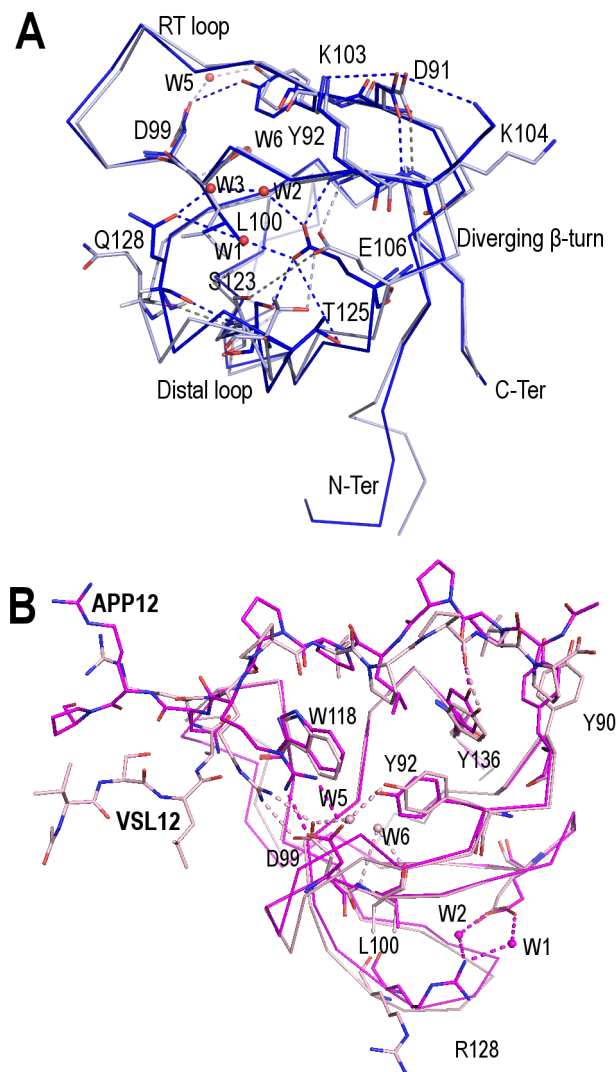 A
RT loop
K103
D91
W5
D99
Y92
K104
W6
W3
W2
L100
Q128
W1
E106
Diverging β-turn
S123
T125
Distal loop
C-Ter
N-Ter
B
APP12
W118
Y90
Y136
Y92
W5
VSL12
W6
D99
W2
L100
W1
R128